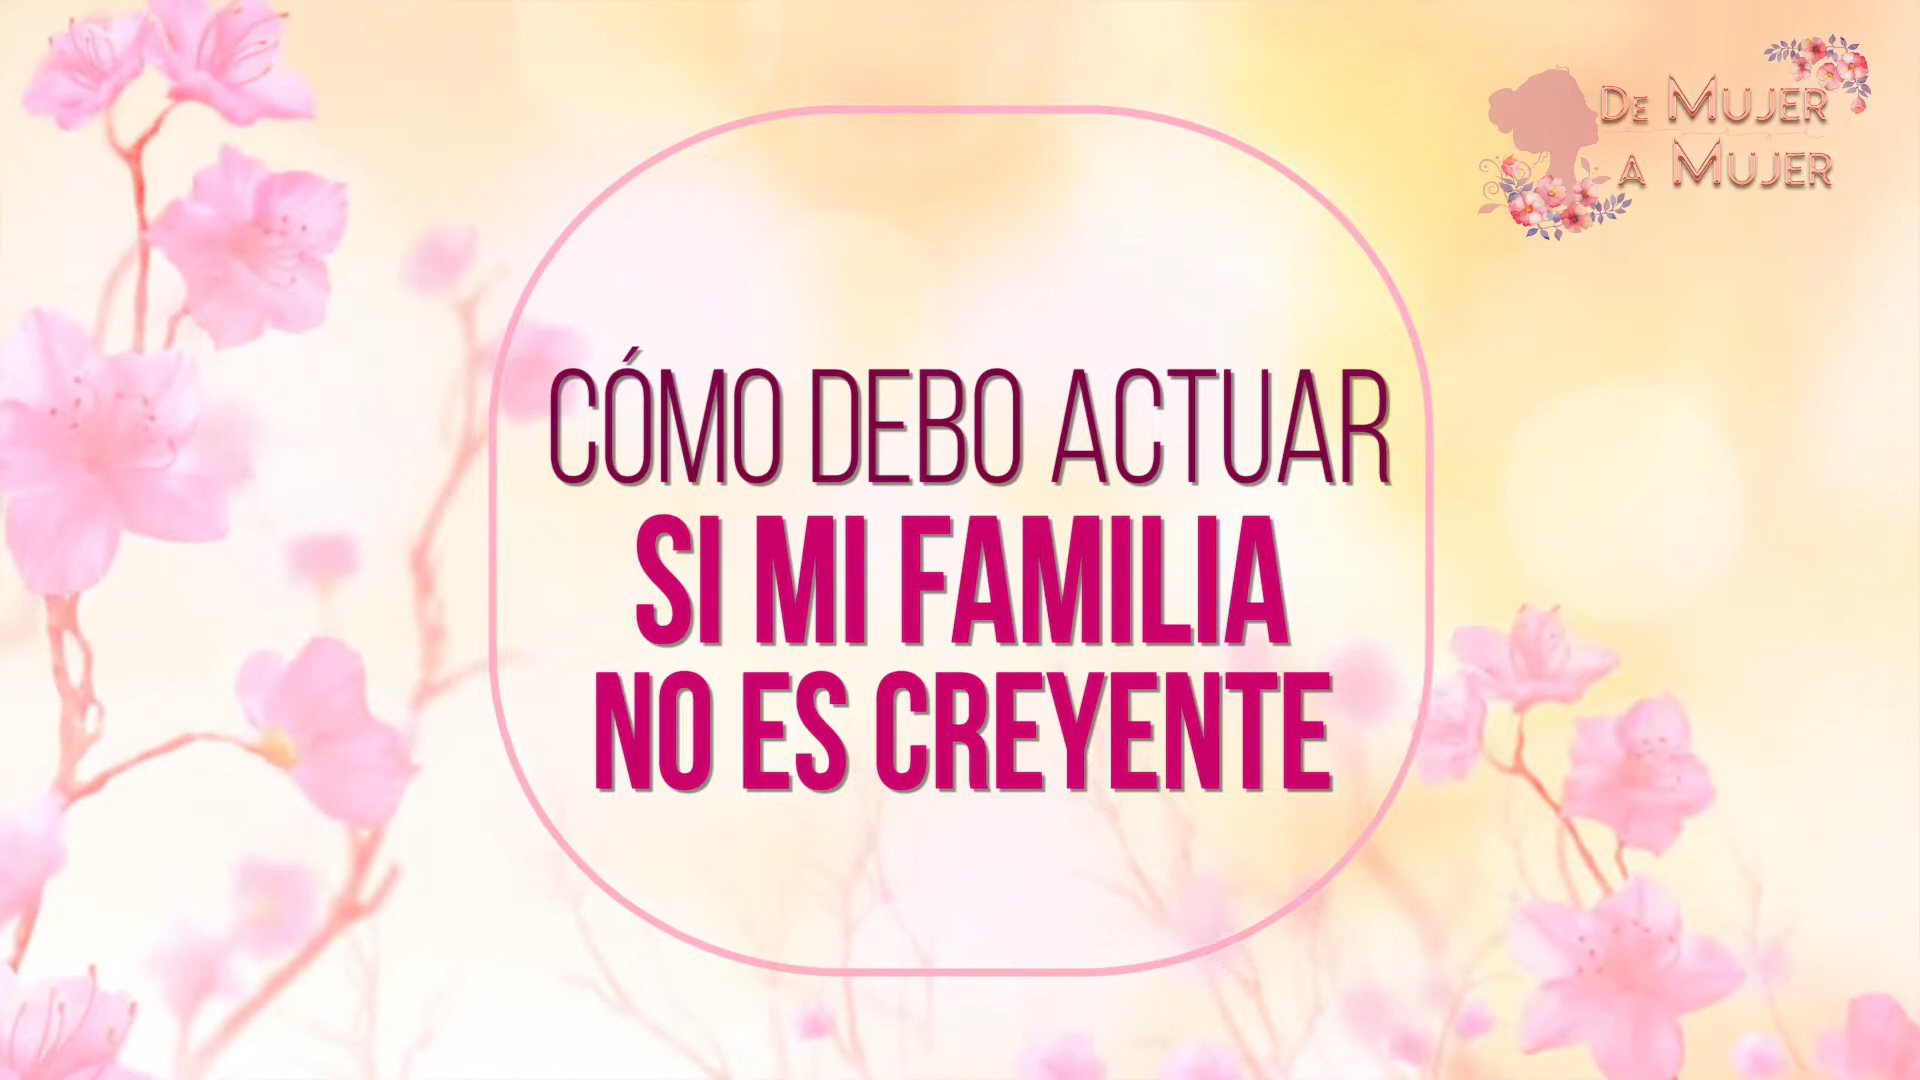 De Mujer
a Mujer
CÓMO DEBO ACTUAR
SI MI FAMILIA
NO ES CREYENTE